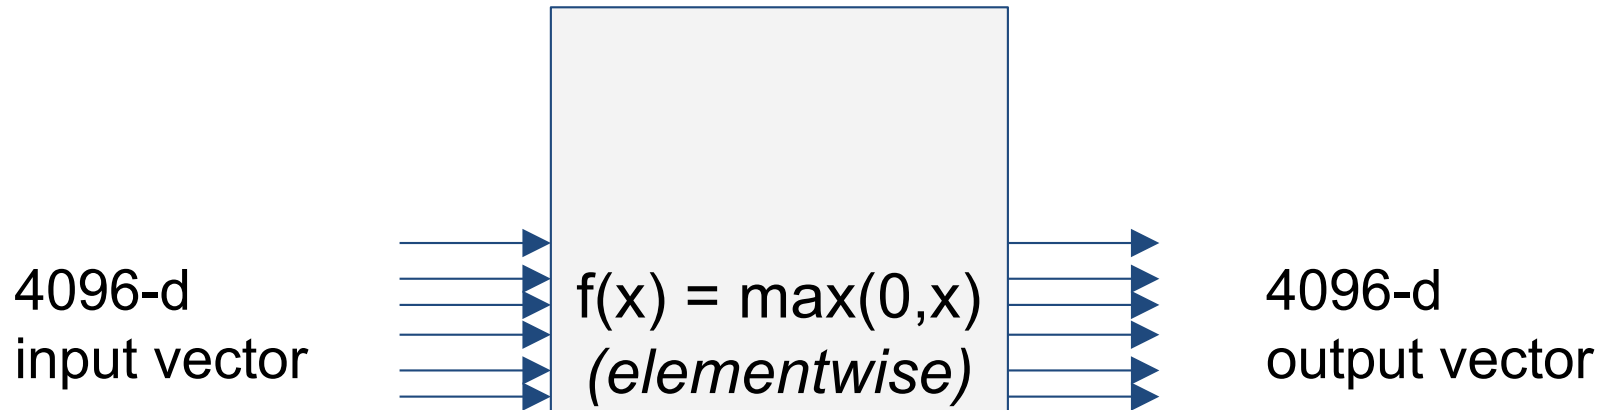 4096-d
input vector
f(x) = max(0,x)
(elementwise)
4096-d
output vector